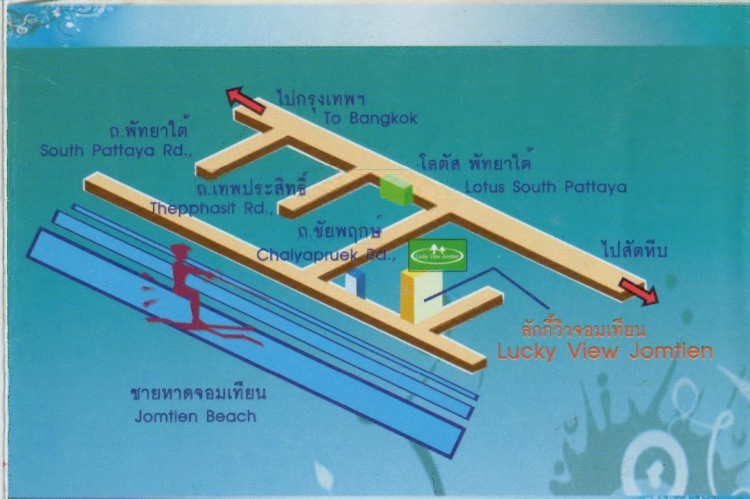 ไปกรุงเทพฯ
To Bangkok
ถ.พัทยาใต้
South Pattaya Rd.,
โลตัส พัทยาใต้
Lotus South Pattaya
ถ.เทพประสิทธิ์
Thepphasit Rd.,
ถ.ชัยพฤกษ์
Chaiyapruek Rd.,
ไปสัตหีบ
ลักกี้วิวจอมเทียน
Lucky View Jomtien
ชายหาดจอมเทียน
Jomtien Beach